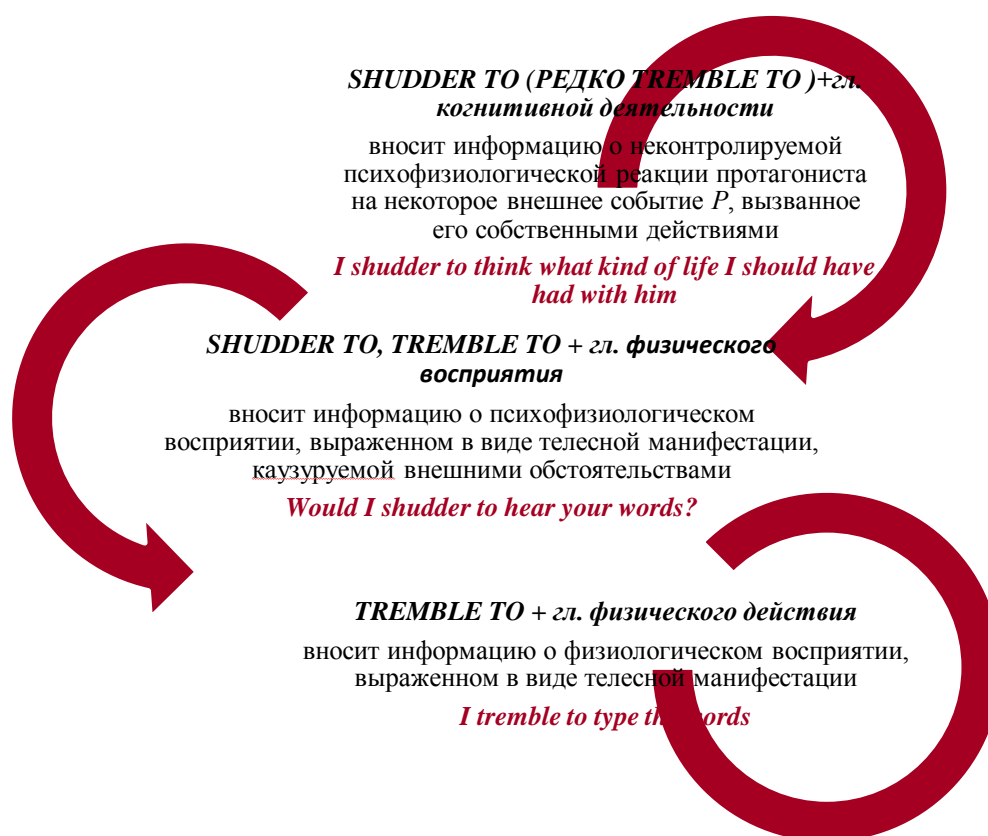 SHUDDER TO (РЕДКО TREMBLE TO )+гл.
когнитивной деятельности
вносит информацию о неконтролируемой
психофизиологической реакции протагониста
на некоторое внешнее событие P, вызванное
его собственными действиями
I shudder to think what kind of life I should have
had with him
SHUDDER TO, TREMBLE TO + гл. физического
восприятия
вносит информацию о психофизиологическом
восприятии, выраженном в виде телесной манифестации,
каузуруемой внешними обстоятельствами
Would I shudder to hear your words?
TREMBLE TO + гл. физического действия
вносит информацию о физиологическом восприятии,
выраженном в виде телесной манифестации
I tremble to type